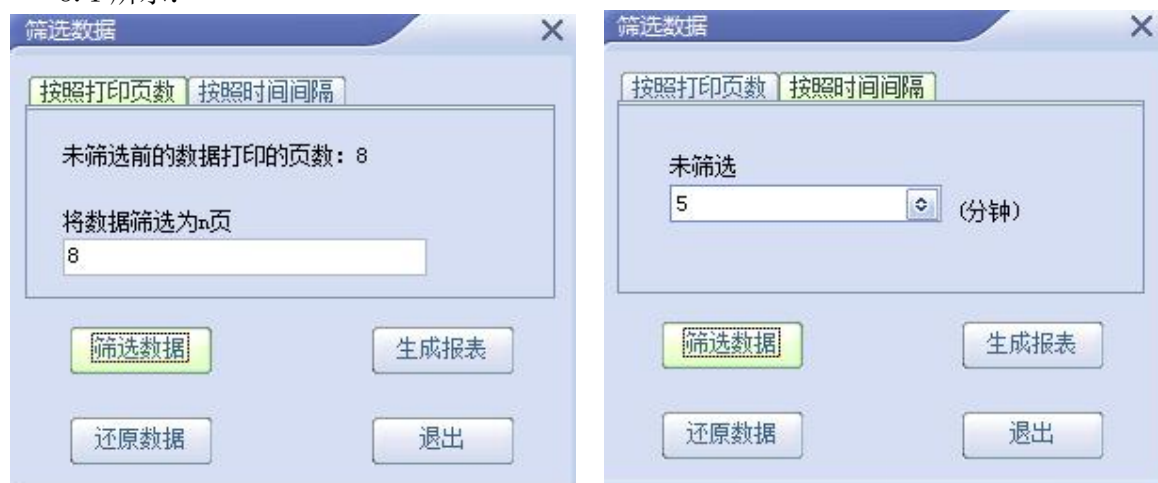 筛选数据
按照打印页数 按照时间间隔
未筛选前的数据打印的页数：8
将数据筛选为n页
8
筛选数据 生成报表
还原数据 退出
筛选数据
按照打印页数 按照时间间隔
未筛选
5 (分钟)
筛选数据 生成报表
还原数据 退出